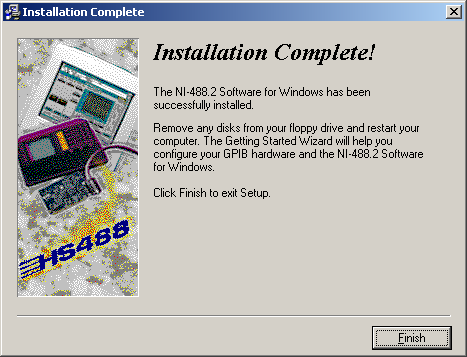 Installation Complete
Installation Complete!
The NI-488.2 Software for Windows has been
successfully installed.
Remove any disks from your floppy drive and restart your
computer. The Getting Started Wizard will help you
configure your GPIB hardware and the NI-488.2 Software
for Windows.
Click Finish to exit Setup.
HS488
Finish